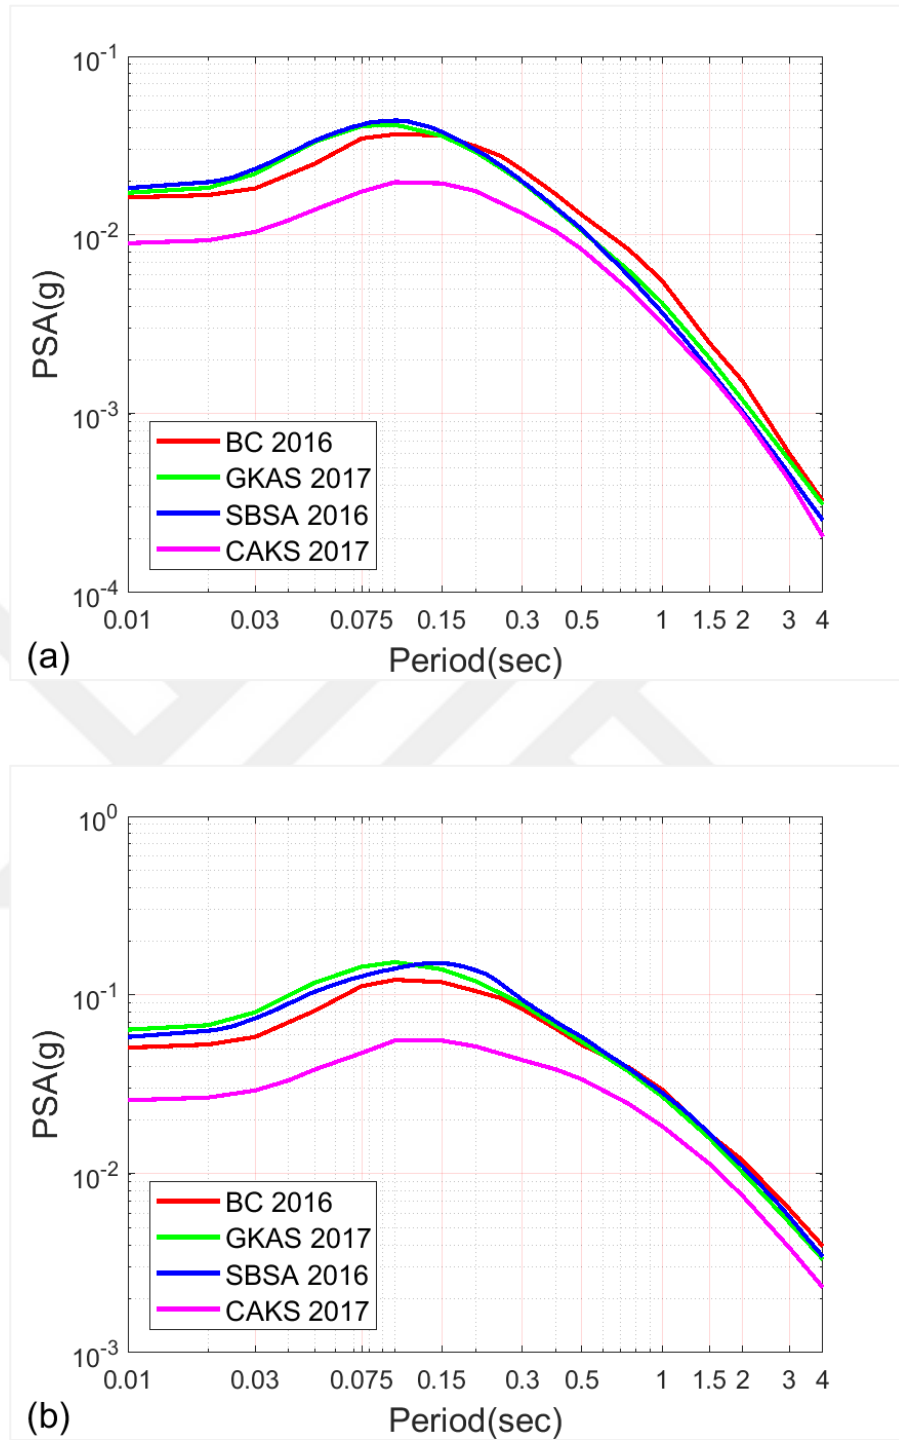 10^-1
10^-2
10^-3
10^-4
PSA(g)
BC 2016
GKAS 2017
SBSA 2016
CAKS 2017
0.01 0.03 0.075 0.15 0.3 0.5 1 1.5 2 3 4
(a)
Period(sec)
10^0
10^-1
10^-2
10^-3
PSA(g)
BC 2016
GKAS 2017
SBSA 2016
CAKS 2017
0.01 0.03 0.075 0.15 0.3 0.5 1 1.5 2 3 4
(b)
Period(sec)